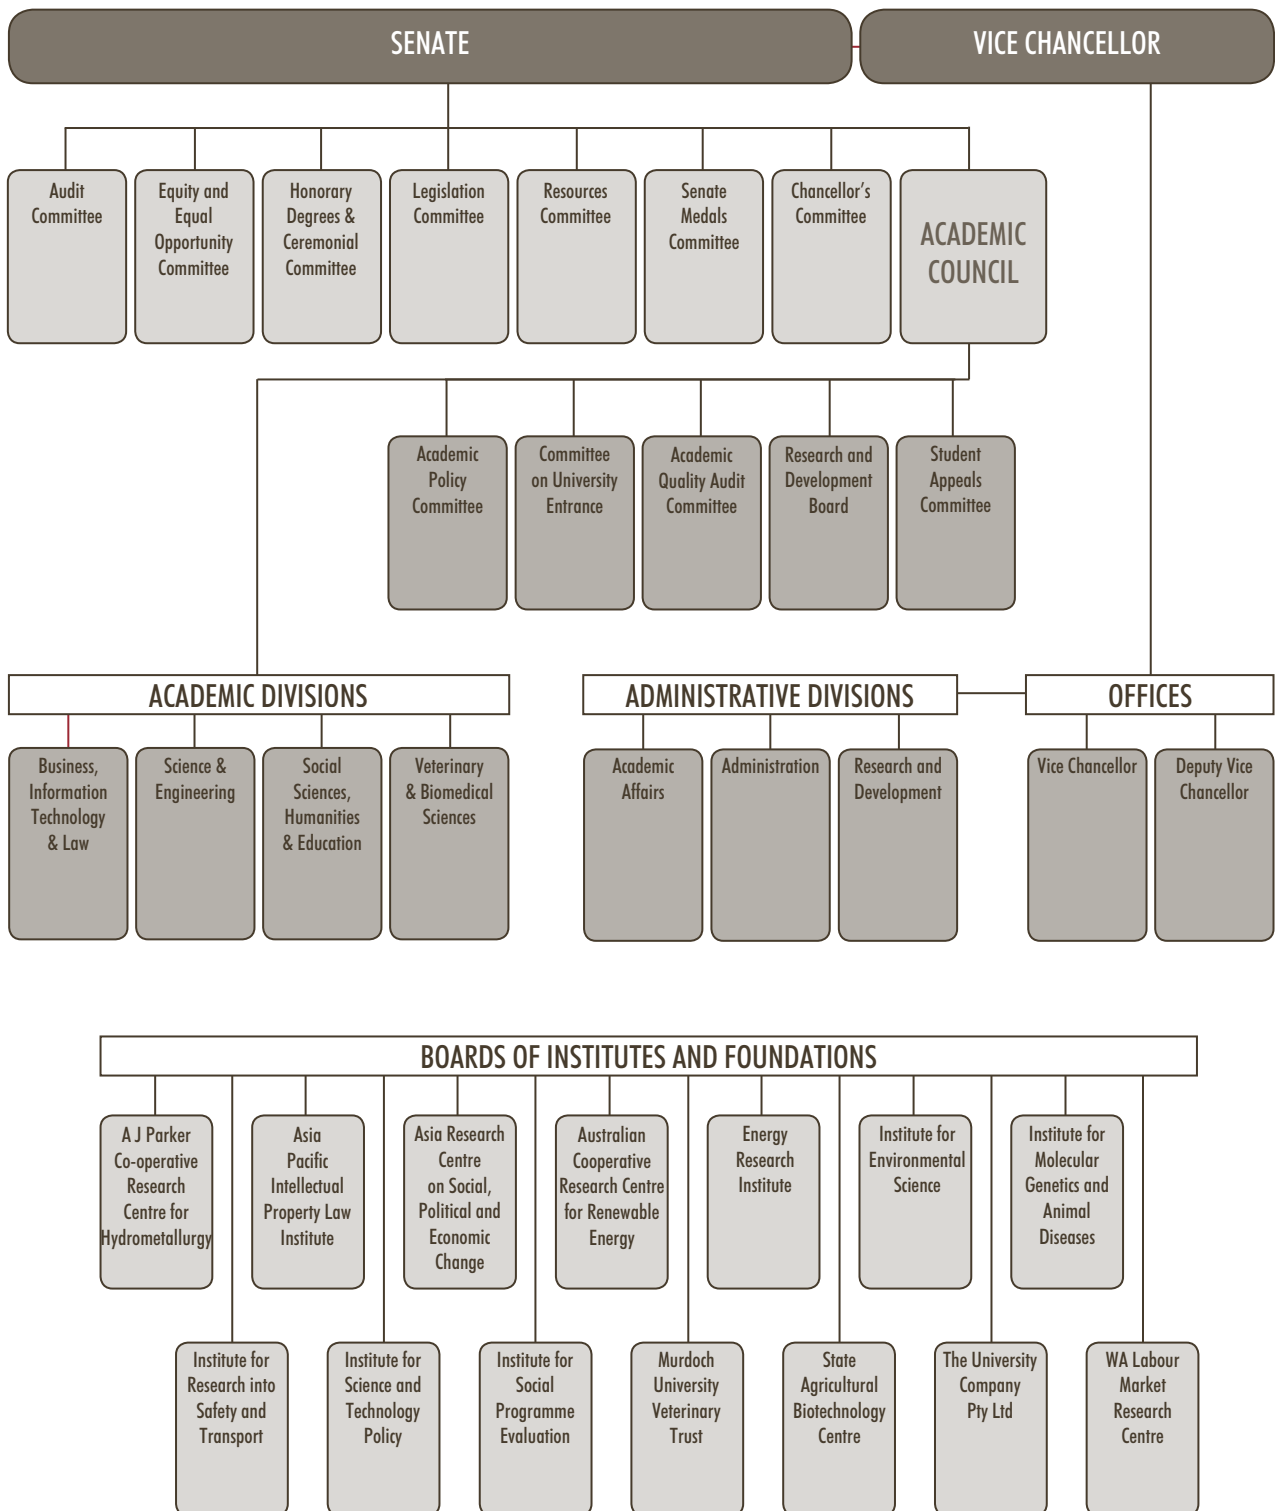 SENATE
VICE CHANCELLOR
Audit
Committee
Equity and
Equal
Opportunity
Committee
Honorary
Degrees &
Ceremonial
Committee
Legislation
Committee
Resources
Committee
Senate
Medals
Committee
Chancellor's
Committee
ACADEMIC
COUNCIL
Academic
Policy
Committee
Committee
on University
Entrance
Academic
Quality Audit
Committee
Research and
Development
Board
Student
Appeals
Committee
ACADEMIC DIVISIONS
ADMINISTRATIVE DIVISIONS
OFFICES
Business,
Information
Technology
& Law
Science &
Engineering
Social
Sciences,
Humanities
& Education
Veterinary
& Biomedical
Sciences
Academic
Affairs
Administration
Research and
Development
Vice Chancellor
Deputy Vice
Chancellor
BOARDS OF INSTITUTES AND FOUNDATIONS
A J Parker
Co-operative
Research
Centre for
Hydrometallurgy
Asia
Pacific
Intellectual
Property Law
Institute
Asia Research
Centre
on Social,
Political and
Economic
Change
Australian
Cooperative
Research Centre
for Renewable
Energy
Energy
Research
Institute
Institute for
Environmental
Science
Institute for
Molecular
Genetics and
Animal
Diseases
Institute for
Research into
Safety and
Transport
Institute for
Science and
Technology
Policy
Institute for
Social
Programme
Evaluation
Murdoch
University
Veterinary
Trust
State
Agricultural
Biotechnology
Centre
The University
Company
Pty Ltd
WA Labour
Market
Research
Centre